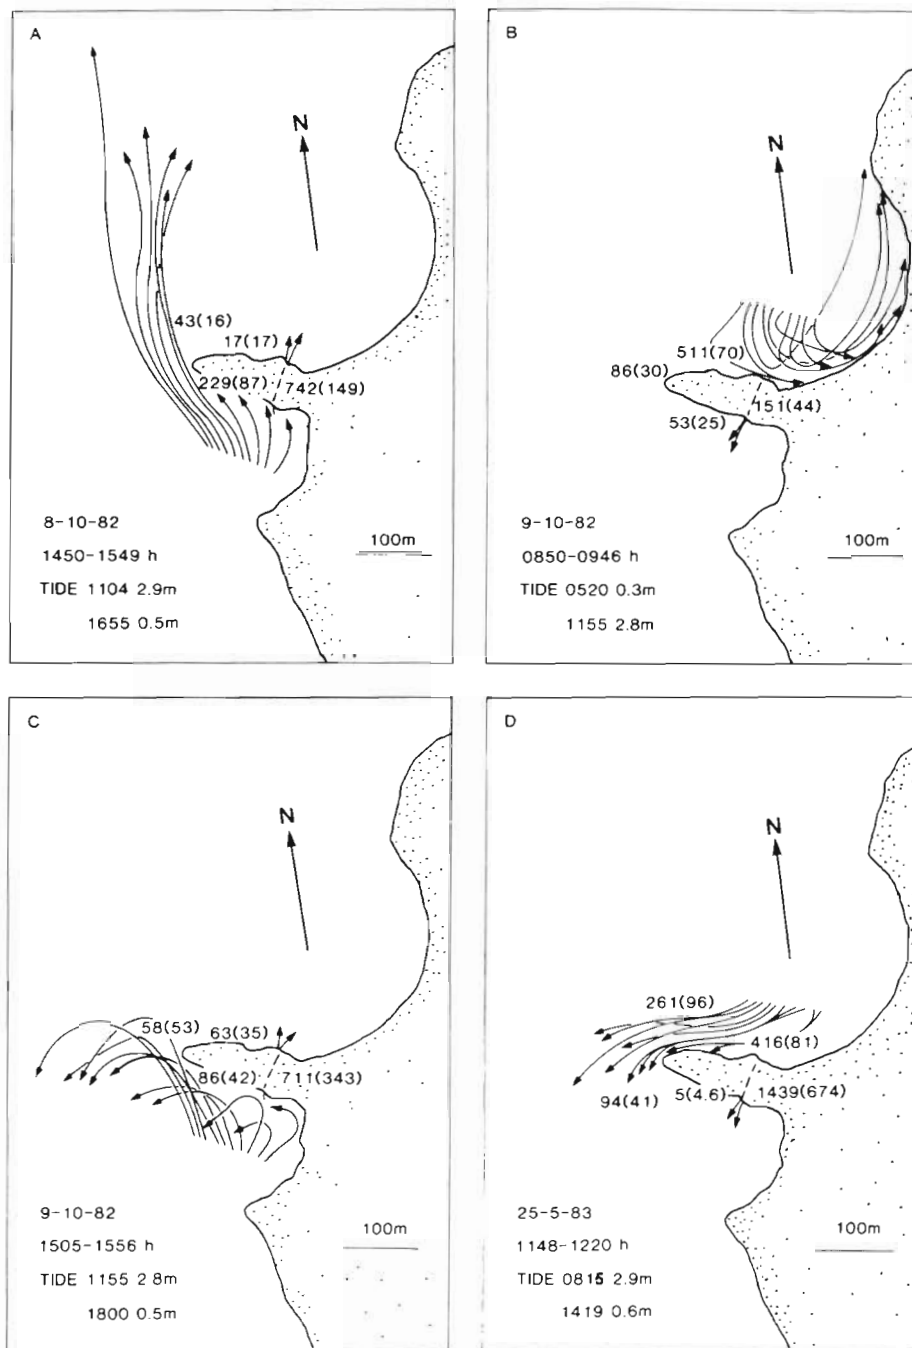 A
N
43(16)
17(17)
229(87)
742(149)
8-10-82
1450-1549 h
100m
TIDE 1104 2.9m
1655 0.5m
B
N
511(70)
86(30)
151(44)
53(25)
9-10-82
0850-0946 h
100m
TIDE 0520 0.3m
1155 2.8m
C
N
58(53)
63(35)
86(42)
711(343)
9-10-82
100m
1505-1556 h
TIDE 1155 2.8m
1800 0.5m
D
N
261(96)
416(81)
94(41)
5(4.6)
1439(674)
25-5-83
100m
1148-1220 h
TIDE 0815 2.9m
1419 0.6m